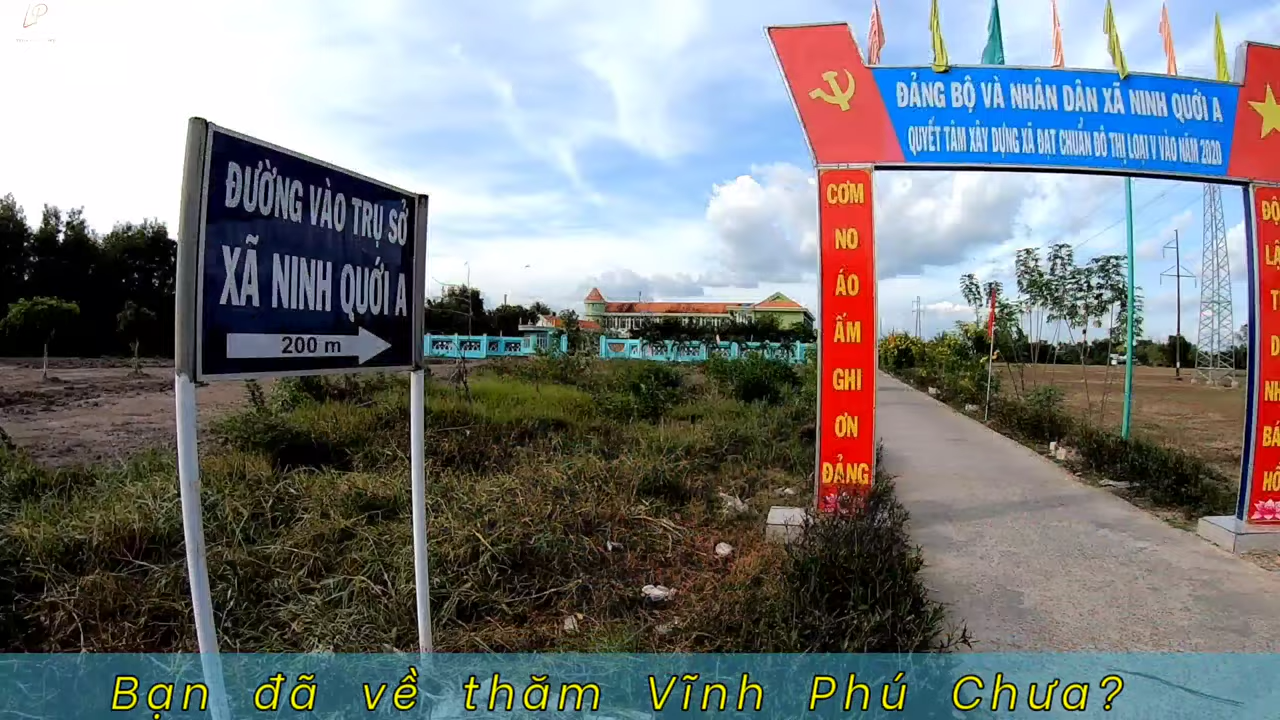 ĐƯỜNG VÀO TRỤ SỞ
XÃ NINH QUỚI A
200 m
ĐẢNG BỘ VÀ NHÂN DÂN XÃ NINH QUỚI A
QUYẾT TÂM XÂY DỰNG XÃ ĐẠT CHUẨN ĐÔ THỊ LOẠI V VÀO NĂM 2020
CƠM
NO
ÁO
ẤM
GHI
ƠN
ĐẢNG
Bạn đã về thăm Vĩnh Phú Chưa?